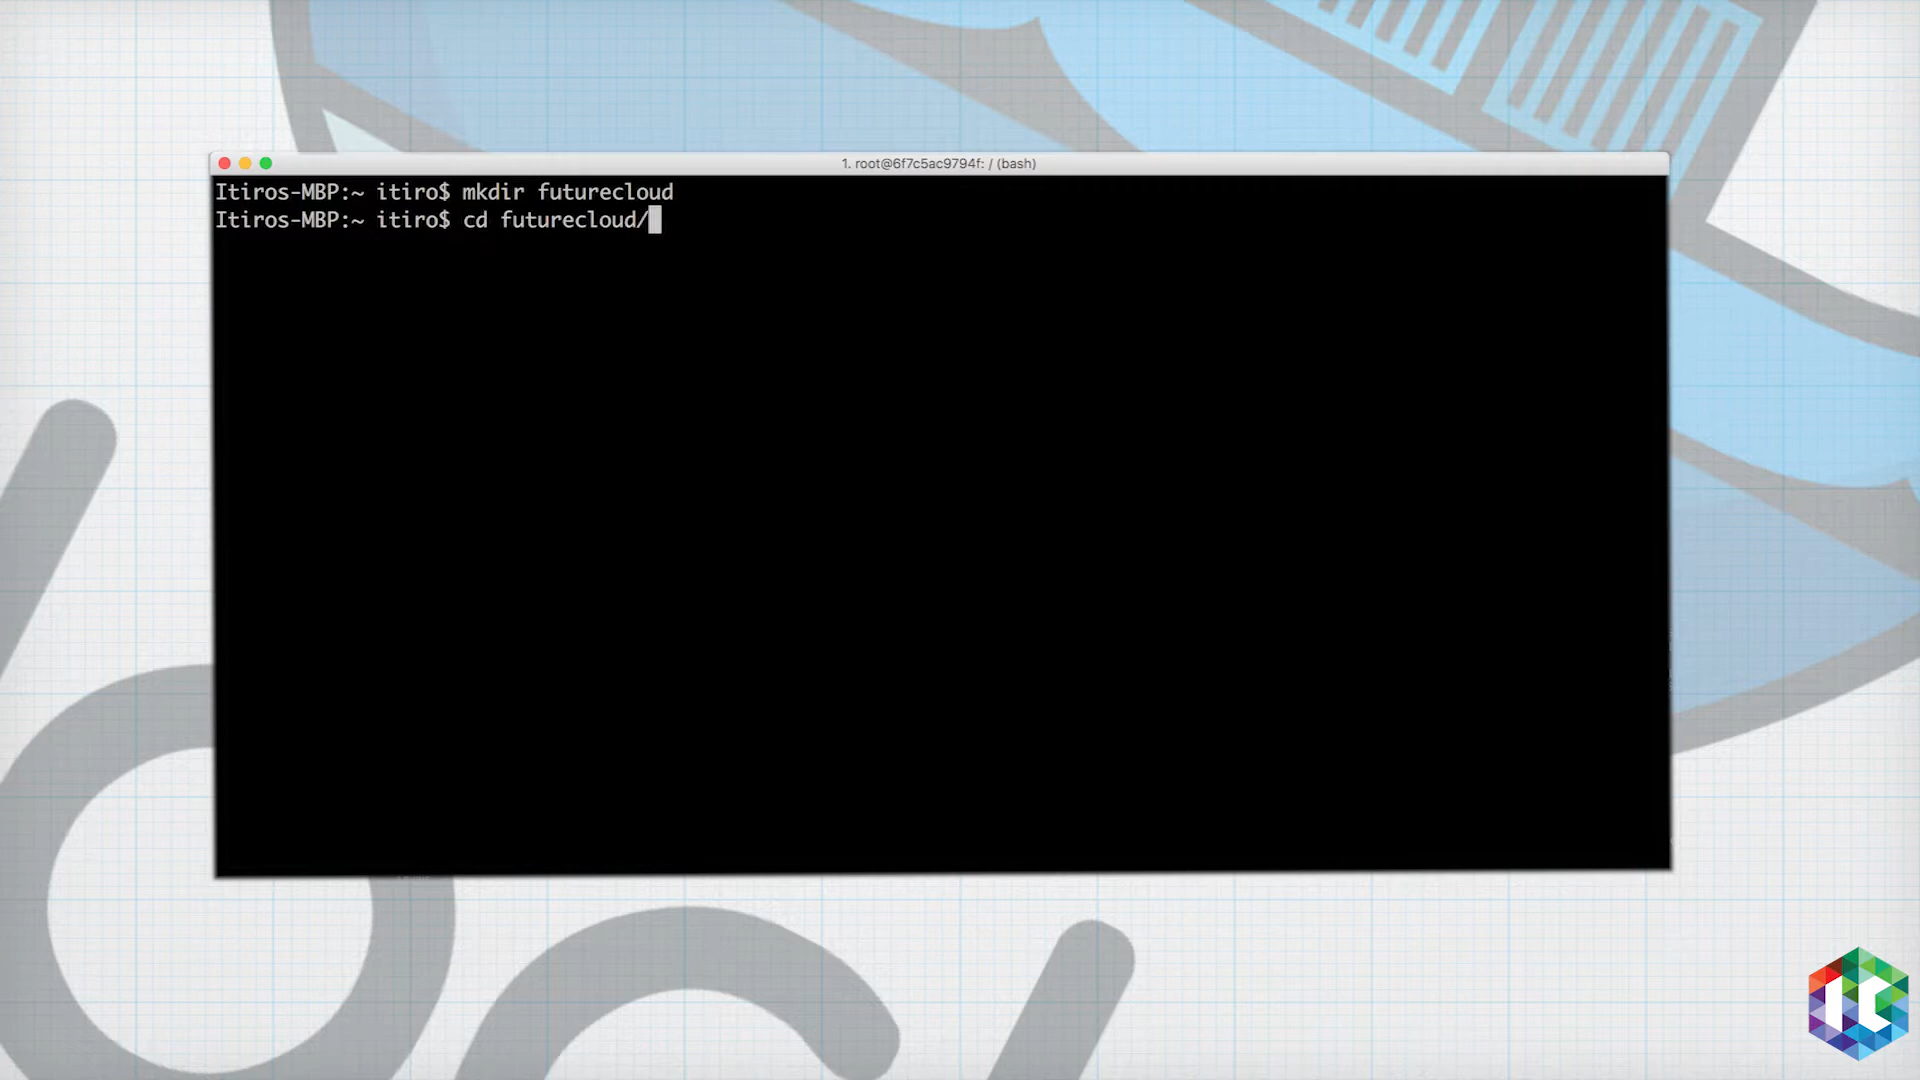 1. root@6f7c5ac9794f: / (bash)
Itiros-MBP:~ itiro$ mkdir futurecloud
Itiros-MBP:~ itiro$ cd futurecloud/